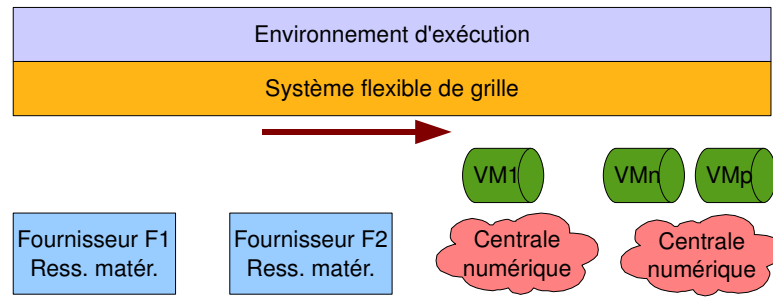 Environnement d'exécution
Système flexible de grille
VM1
VMn
VMp
Fournisseur F1
Ress. matér.
Fournisseur F2
Ress. matér.
Centrale
numérique
Centrale
numérique